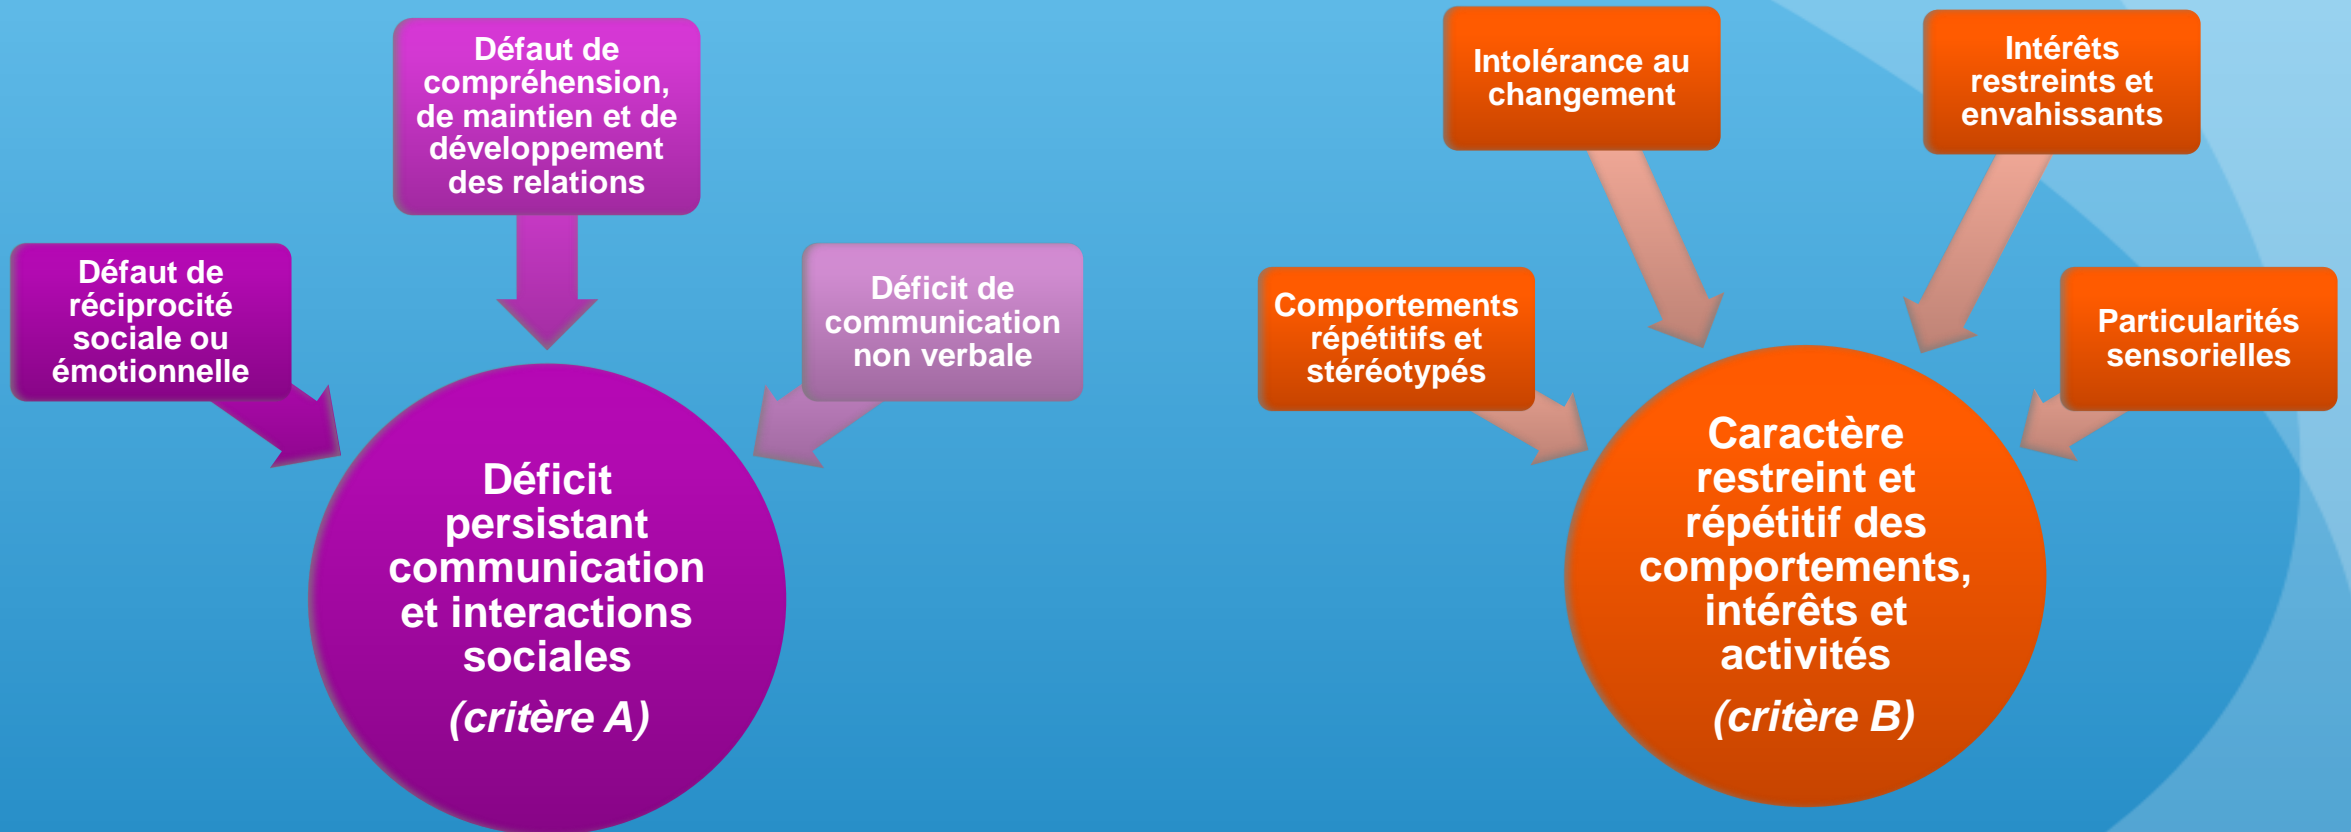 Défaut de
compréhension,
de maintien et de
développement
des relations
Défaut de
réciprocité
sociale ou
émotionnelle
Déficit de
communication
non verbale
Déficit
persistant
communication
et interactions
sociales
(critère A)
Intolérance au
changement
Intérêts
restreints et
envahissants
Comportements
répétitifs et
stéréotypés
Particularités
sensorielles
Caractère
restreint et
répétitif des
comportements,
intérêts et
activités
(critère B)